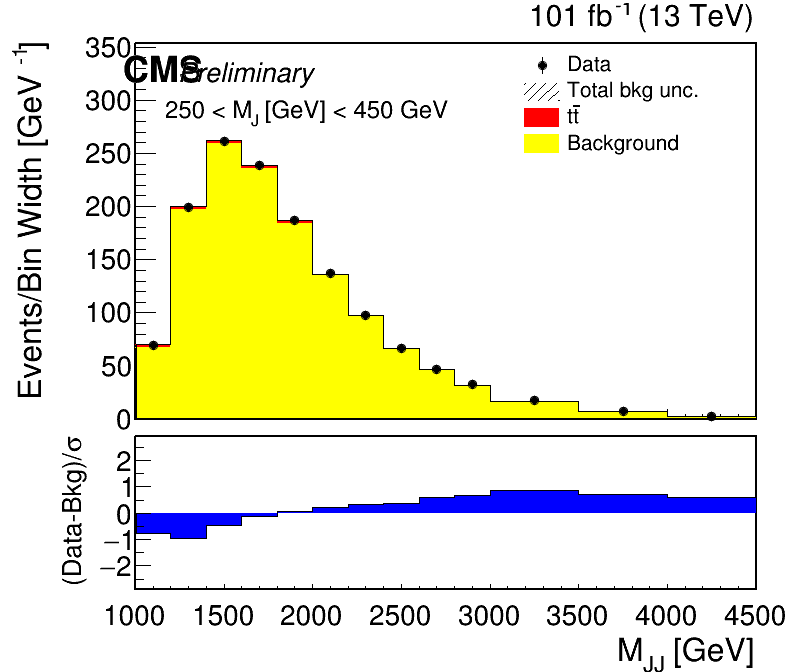 101 fb⁻¹ (13 TeV)
CMS Preliminary
250 < M_J [GeV] < 450 GeV
Data
Total bkg unc.
tt̄
Background
Events/Bin Width [GeV⁻¹]
350
300
250
200
150
100
50
0
(Data-Bkg)/σ
2
1
0
−1
−2
1000 1500 2000 2500 3000 3500 4000 4500
M_JJ [GeV]